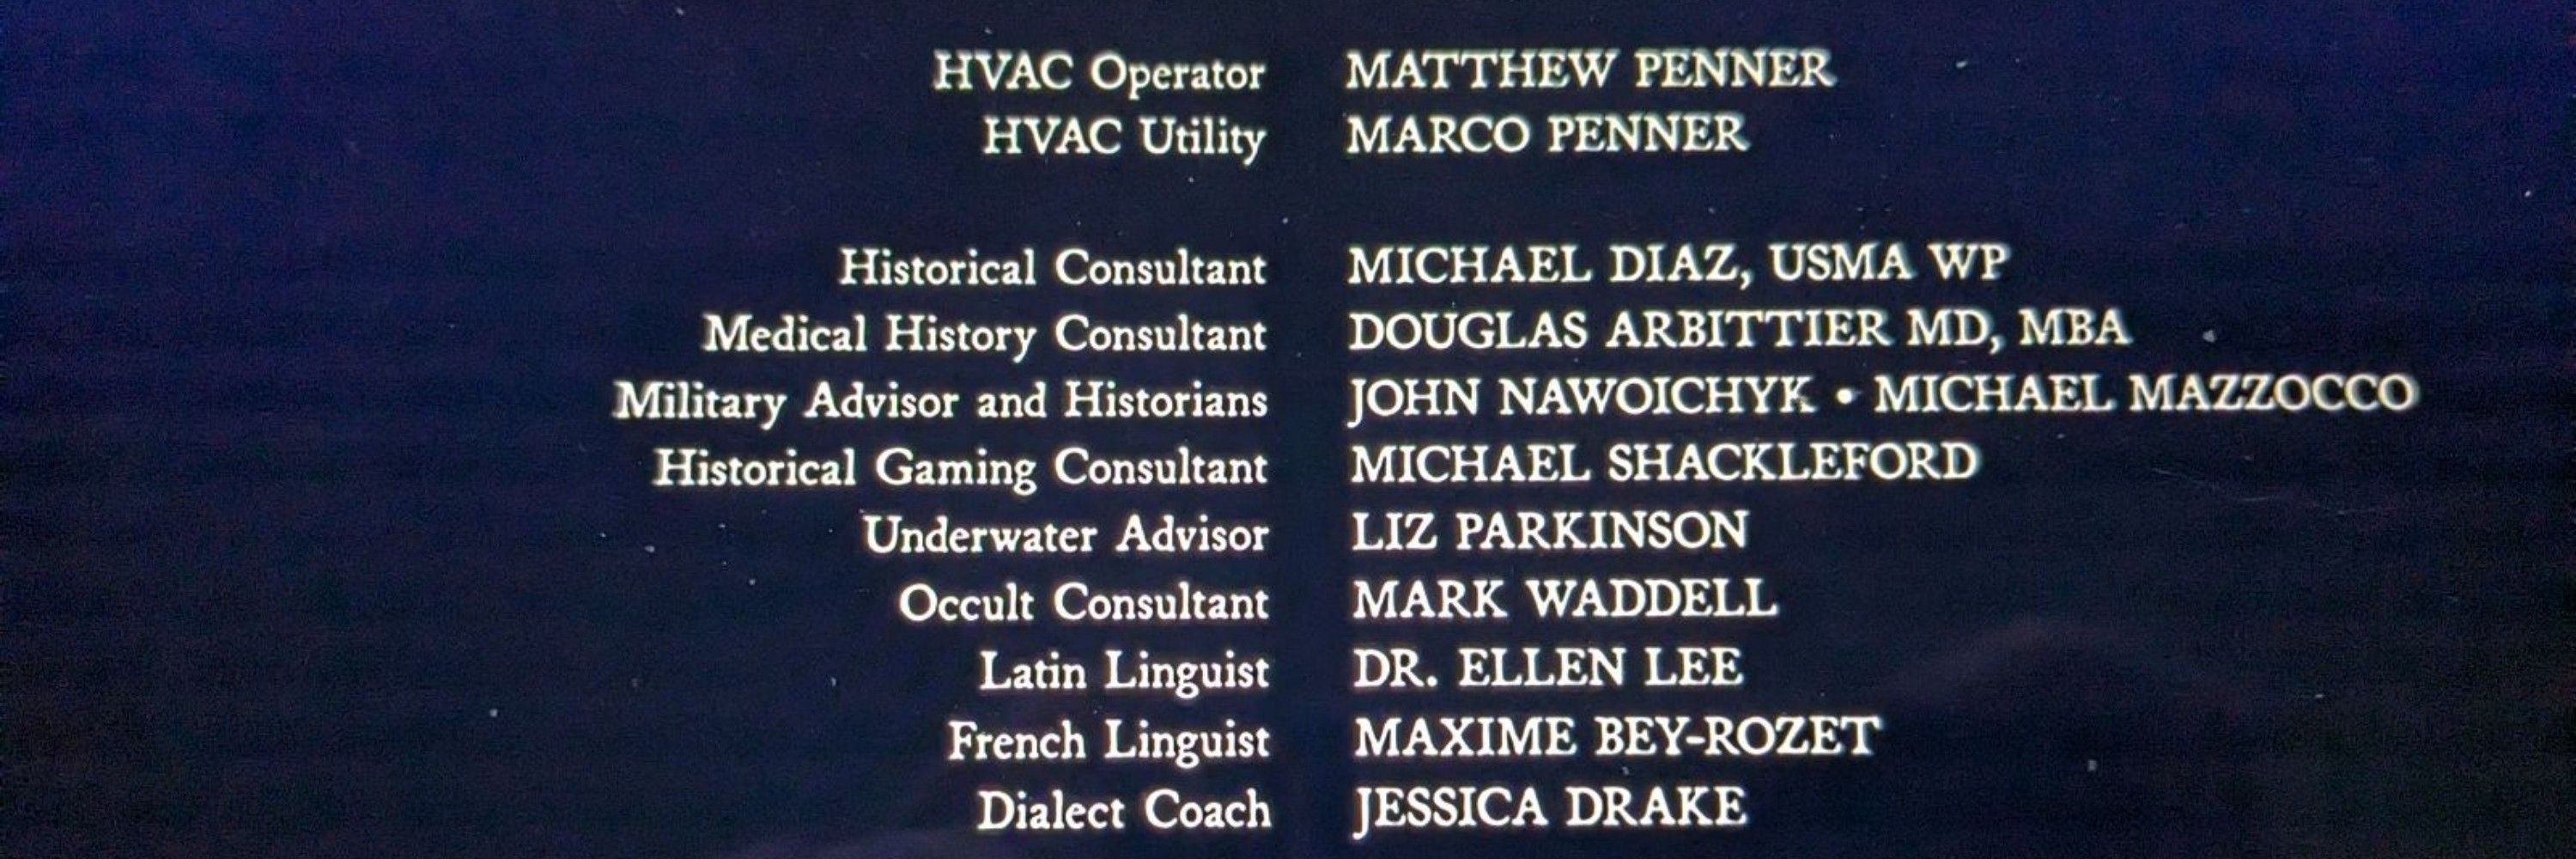 HVAC Operator MATTHEW PENNER
HVAC Utility MARCO PENNER
Historical Consultant MICHAEL DIAZ, USMA WP
Medical History Consultant DOUGLAS ARBITTIER MD, MBA
Military Advisor and Historians JOHN NAWOICHYK • MICHAEL MAZZOCCO
Historical Gaming Consultant MICHAEL SHACKLEFORD
Underwater Advisor LIZ PARKINSON
Occult Consultant MARK WADDELL
Latin Linguist DR. ELLEN LEE
French Linguist MAXIME BEY-ROZET
Dialect Coach JESSICA DRAKE